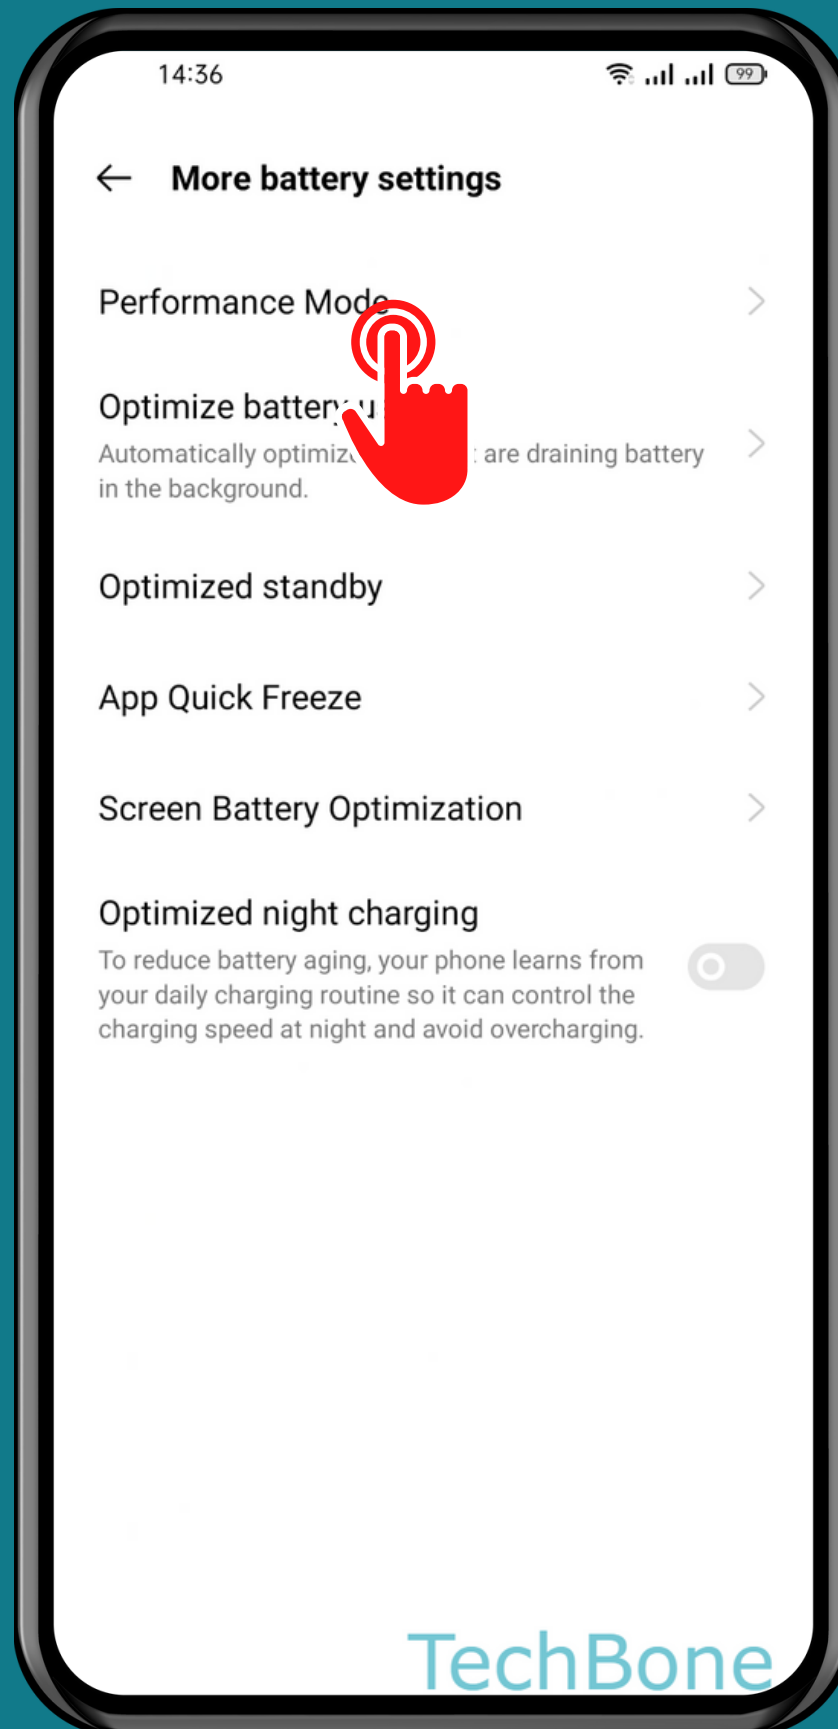 14:36
99
More battery settings
Performance Mode
Optimize battery u
Automatically optimiz are draining battery
in the background.
Optimized standby
App Quick Freeze
Screen Battery Optimization
Optimized night charging
To reduce battery aging, your phone learns from
your daily charging routine so it can control the
charging speed at night and avoid overcharging.
TechBone